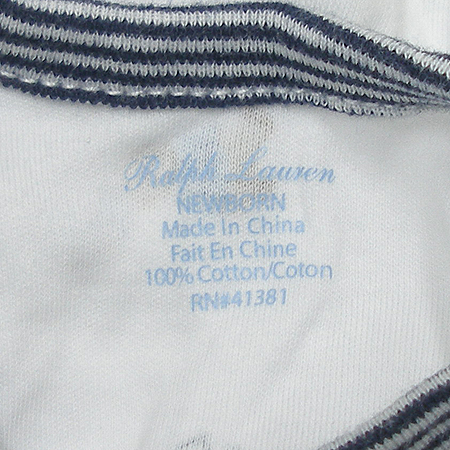 Ralph Lauren
NEWBORN
Made In China
Fait En Chine
100% Cotton/Coton
RN#41381